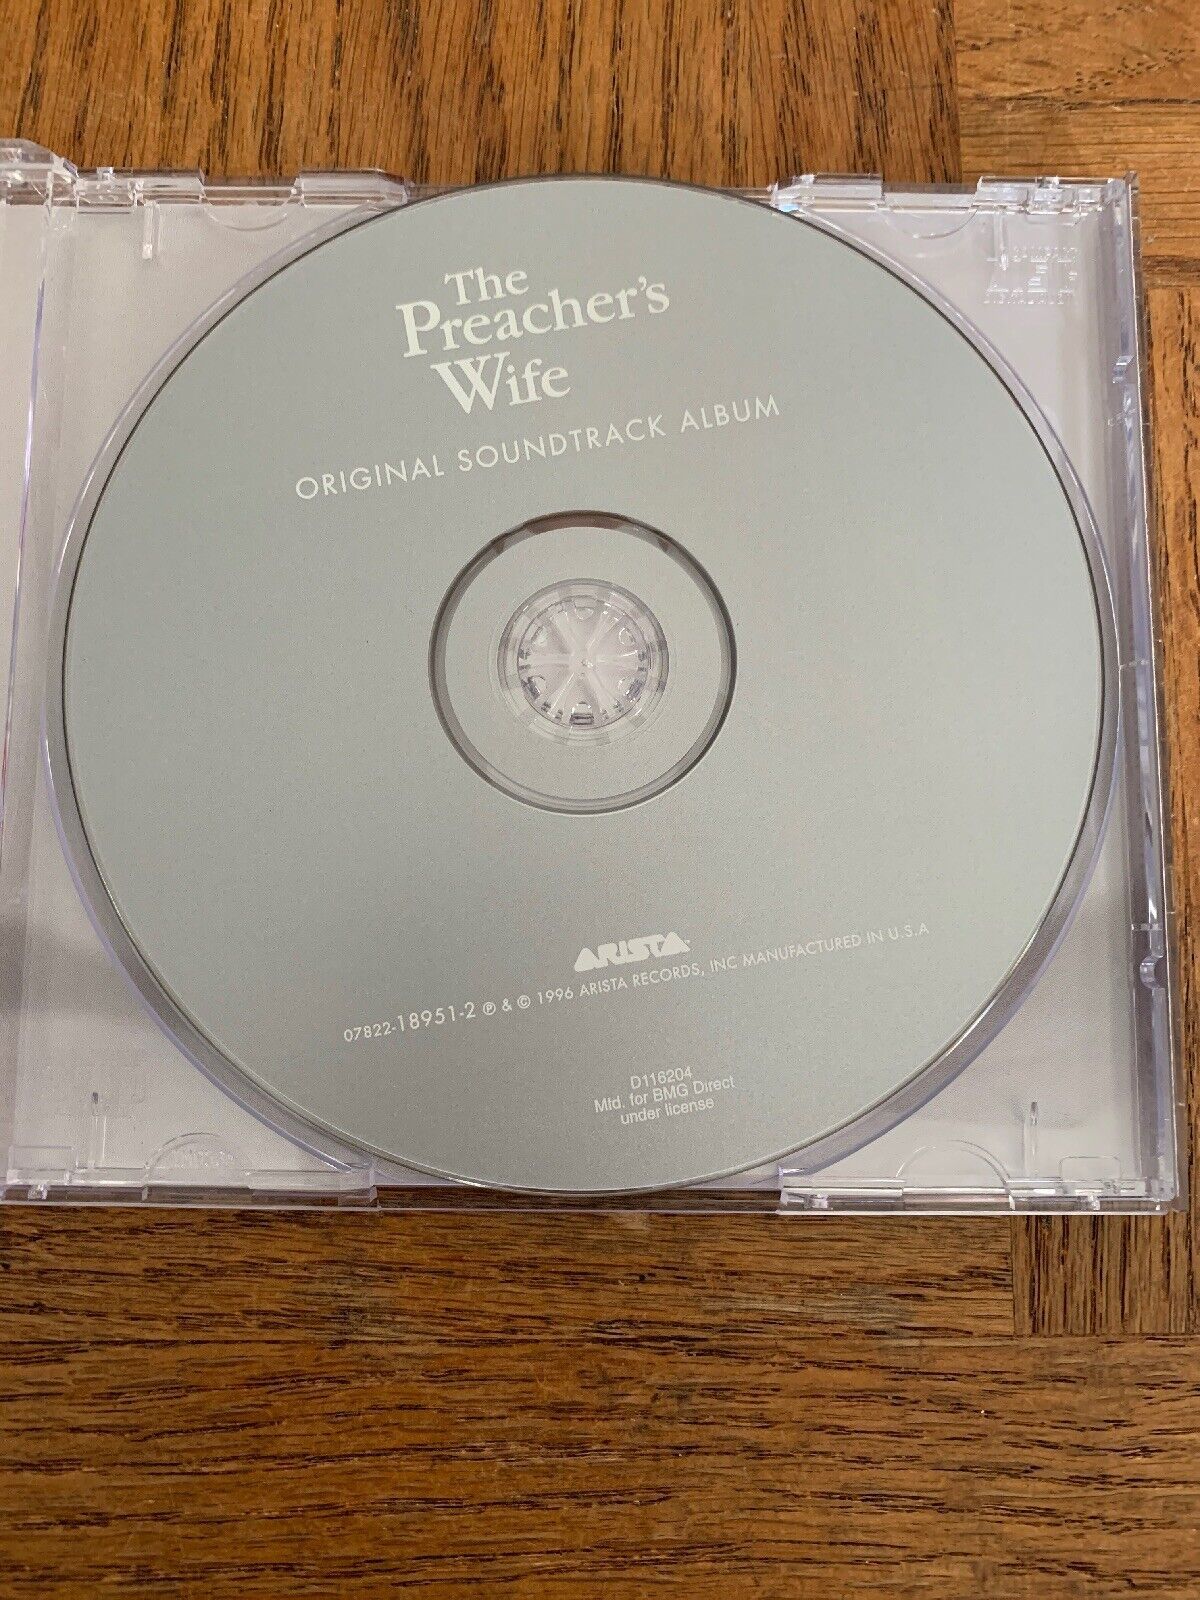 The
Preacher's
Wife
ORIGINAL SOUNDTRACK ALBUM
ARISTA
07822-18951-2 ℗ & © 1996 ARISTA RECORDS, INC MANUFACTURED IN U.S.A
D116204
Mfd. for BMG Direct
under license